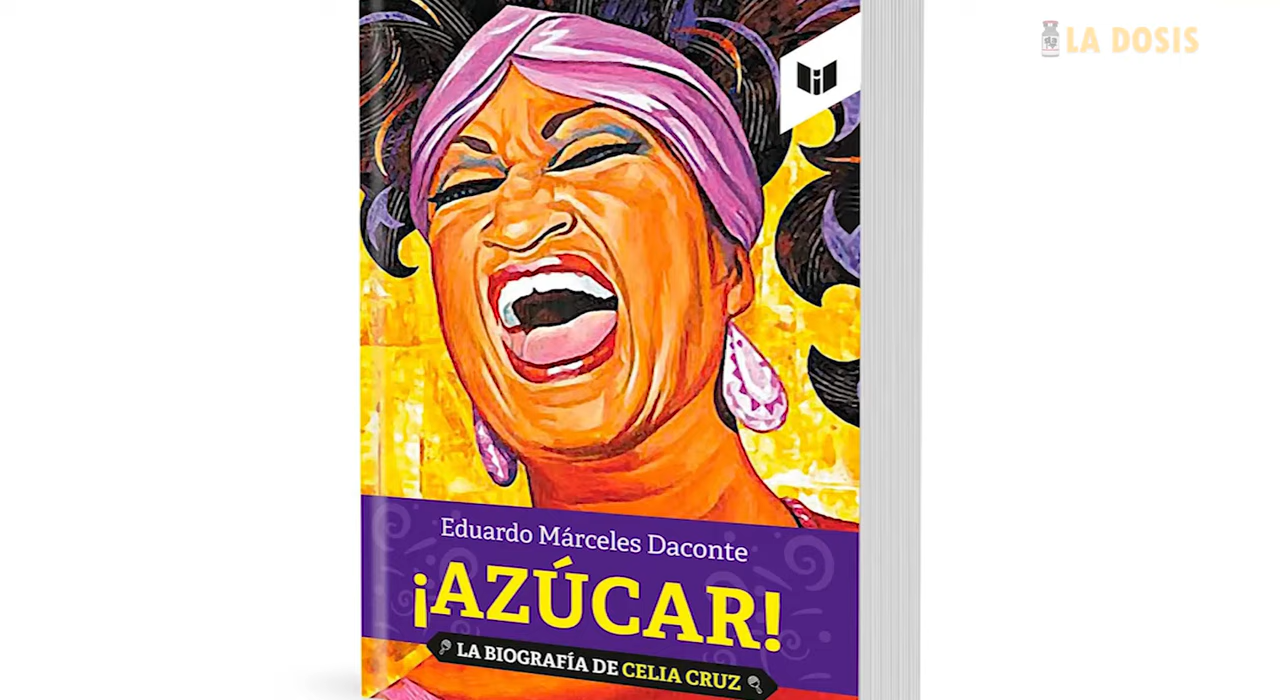 LA DOSIS
Eduardo Márceles Daconte
¡AZÚCAR!
LA BIOGRAFÍA DE CELIA CRUZ